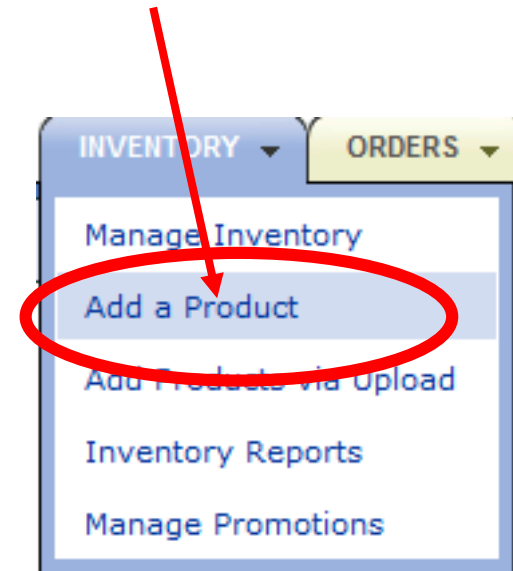 INVENTORY ORDERS
Manage Inventory
Add a Product
Add Products via Upload
Inventory Reports
Manage Promotions